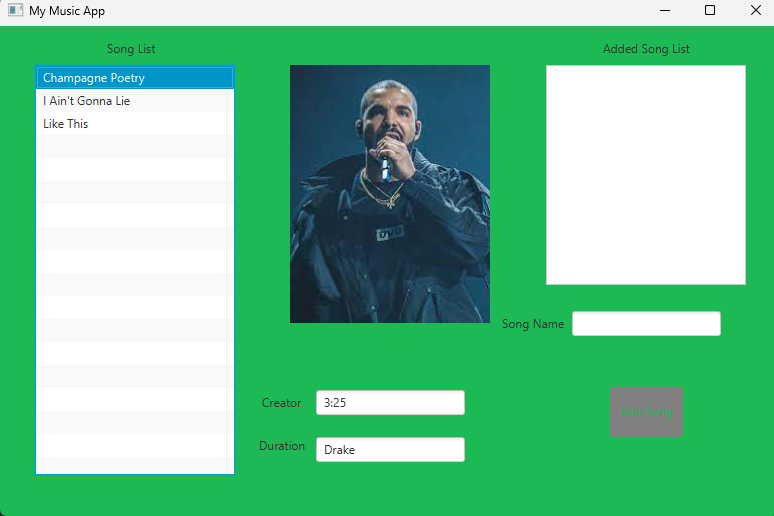 My Music App
Song List
Added Song List
Champagne Poetry
I Ain't Gonna Lie
Like This
OVO
Song Name
Creator
3:25
Add Song
Duration
Drake